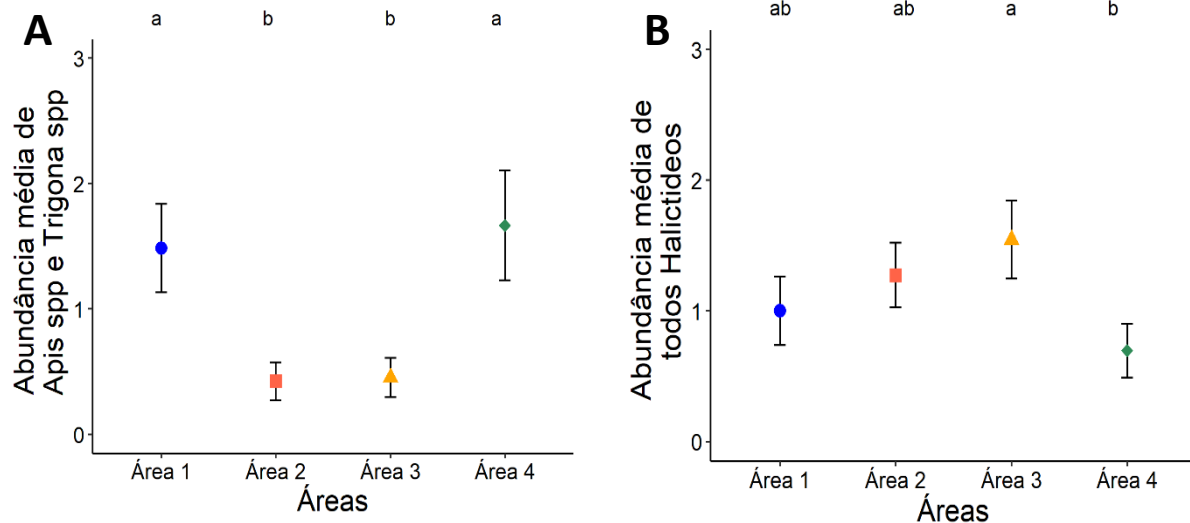 A
a b b a
Abundância média de
Apis spp e Trigona spp
3
2
1
0
Área 1 Área 2 Área 3 Área 4
Áreas
B
ab ab a b
Abundância média de
todos Halictideos
3
2
1
0
Área 1 Área 2 Área 3 Área 4
Áreas